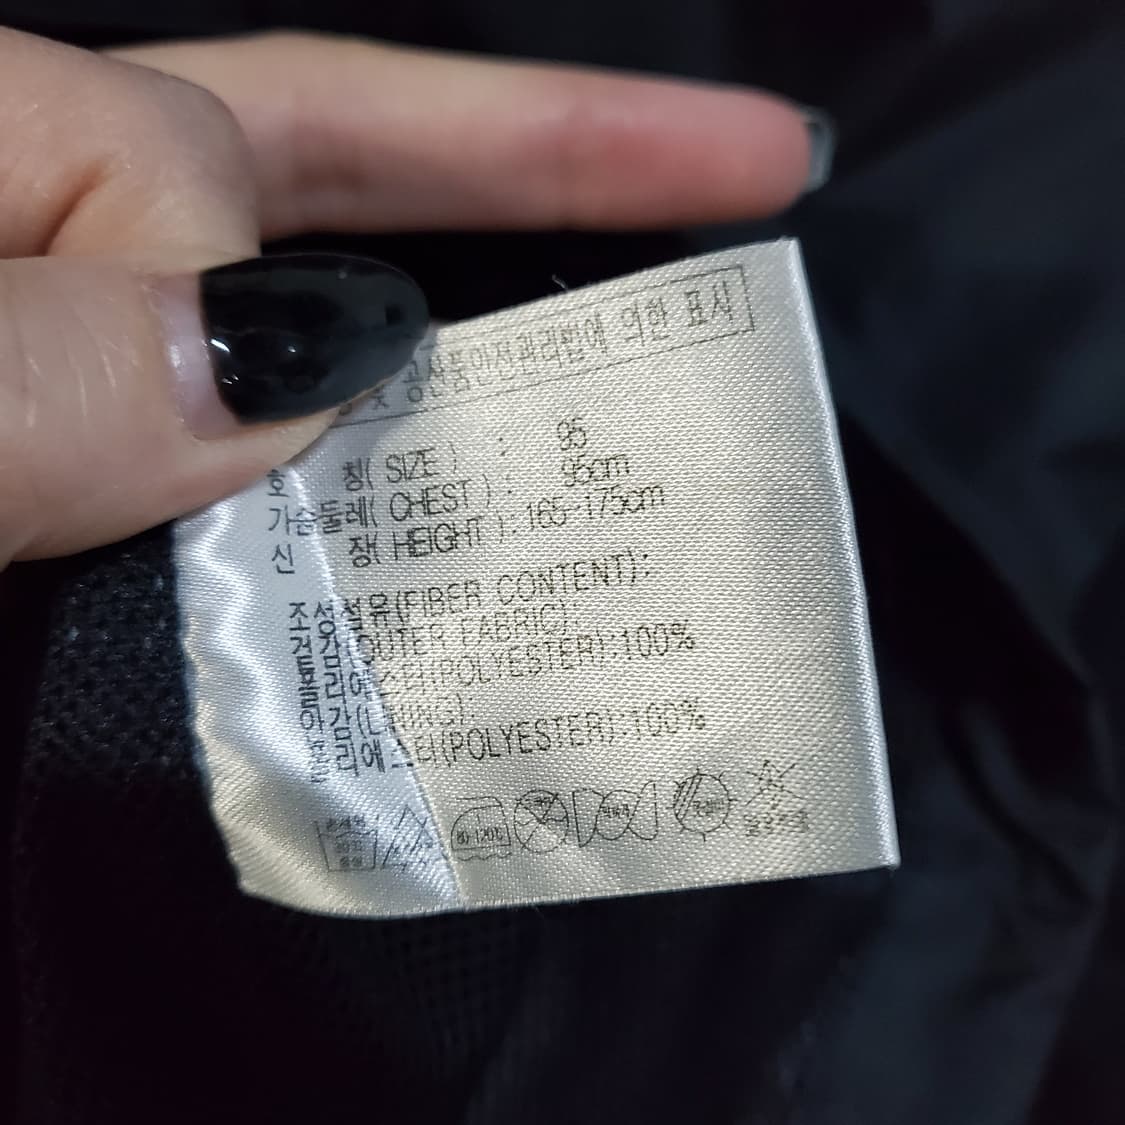 공산품안전관리법에 의한 표시
호 칭( SIZE ) : 95
가슴둘레( CHEST ) : 95cm
신 장( HEIGHT ) : 165-175cm
조성섬유(FIBER CONTENT):
겉감(OUTER FABRIC):
폴리에스터(POLYESTER):100%
안감(LINING):
폴리에스터(POLYESTER):100%